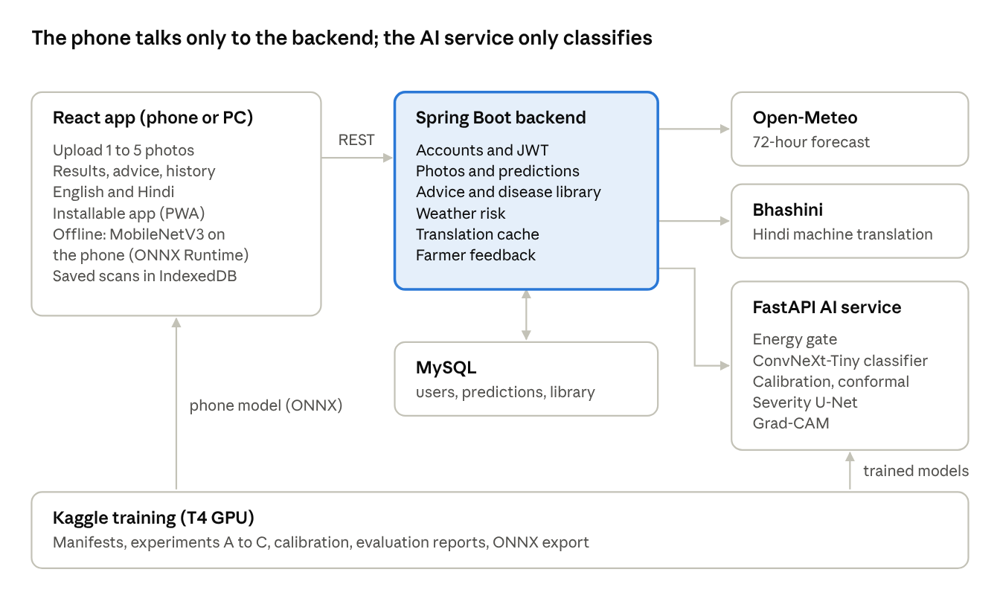 The phone talks only to the backend; the AI service only classifies
React app (phone or PC)
Upload 1 to 5 photos
Results, advice, history
English and Hindi
Installable app (PWA)
Offline: MobileNetV3 on
the phone (ONNX Runtime)
Saved scans in IndexedDB
REST
Spring Boot backend
Accounts and JWT
Photos and predictions
Advice and disease library
Weather risk
Translation cache
Farmer feedback
Open-Meteo
72-hour forecast
Bhashini
Hindi machine translation
FastAPI AI service
Energy gate
ConvNeXt-Tiny classifier
Calibration, conformal
Severity U-Net
Grad-CAM
MySQL
users, predictions, library
phone model (ONNX)
trained models
Kaggle training (T4 GPU)
Manifests, experiments A to C, calibration, evaluation reports, ONNX export